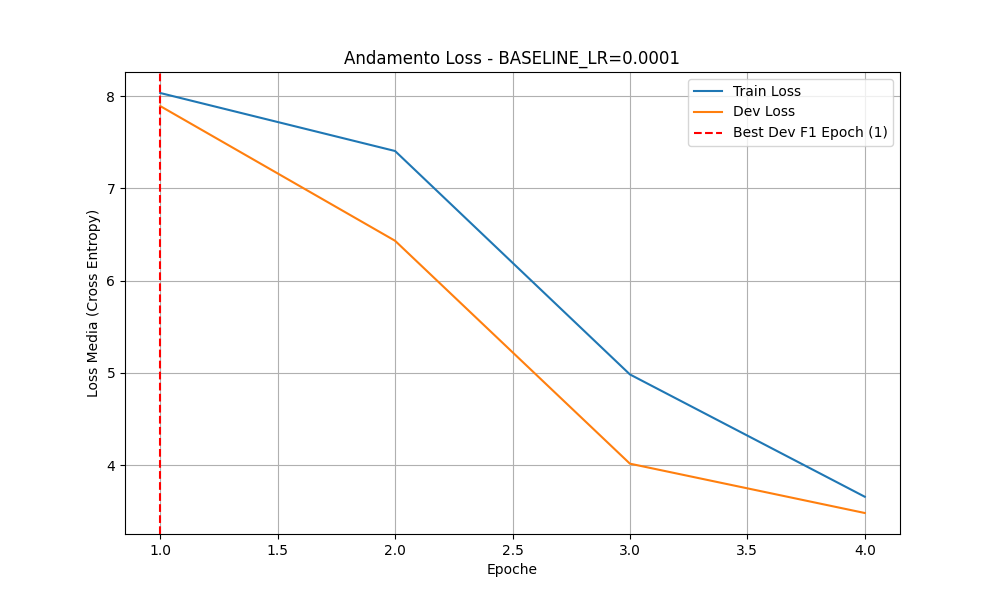 Andamento Loss - BASELINE_LR=0.0001
Train Loss
Dev Loss
Best Dev F1 Epoch (1)
Loss Media (Cross Entropy)
8
7
6
5
4
1.0 1.5 2.0 2.5 3.0 3.5 4.0
Epoche